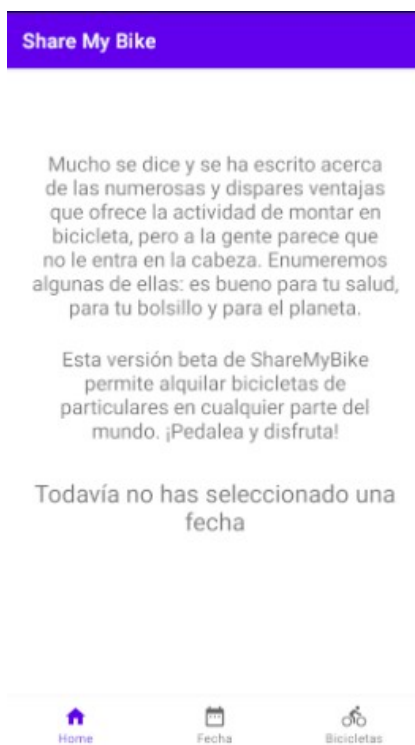 Share My Bike
Mucho se dice y se ha escrito acerca
de las numerosas y dispares ventajas
que ofrece la actividad de montar en
bicicleta, pero a la gente parece que
no le entra en la cabeza. Enumeremos
algunas de ellas: es bueno para tu salud,
para tu bolsillo y para el planeta.
Esta versión beta de ShareMyBike
permite alquilar bicicletas de
particulares en cualquier parte del
mundo. ¡Pedalea y disfruta!
Todavía no has seleccionado una
fecha
Home Fecha Bicicletas